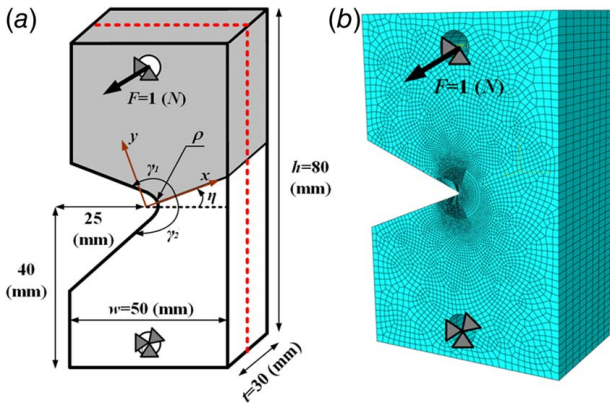 (a)
F=1 (N)
y
ρ
γ1
x
η
γ2
25
(mm)
40
(mm)
w=50 (mm)
h=80
(mm)
t=30 (mm)
(b)
F=1 (N)